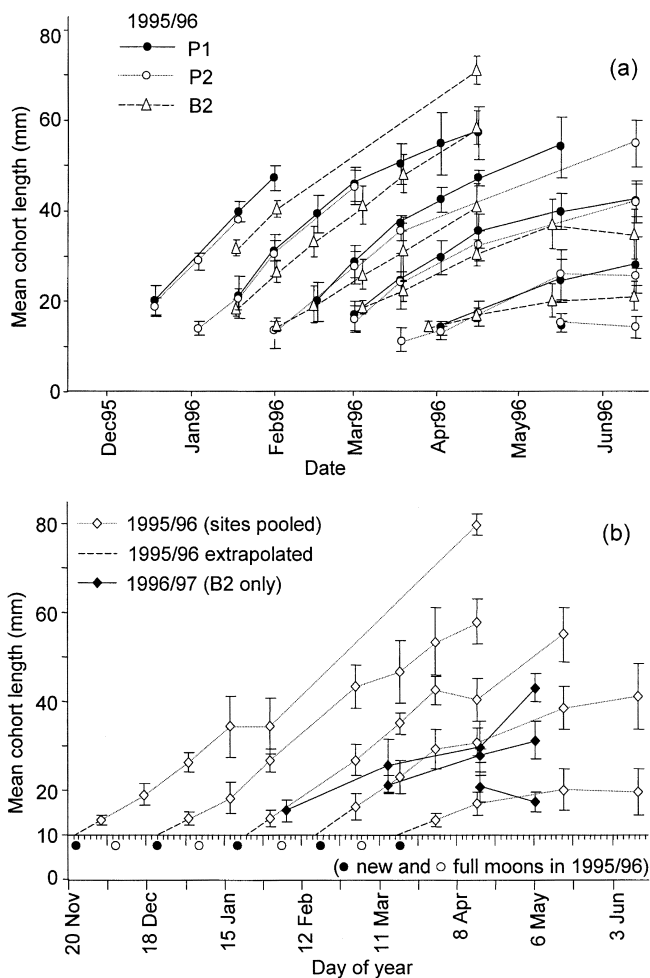 1995/96
P1
P2
B2
(a)
80
60
40
20
0
Mean cohort length (mm)
Dec95 Jan96 Feb96 Mar96 Apr96 May96 Jun96
Date
1995/96 (sites pooled)
1995/96 extrapolated
1996/97 (B2 only)
(b)
80
60
40
30
20
10
0
Mean cohort length (mm)
(● new and ○ full moons in 1995/96)
20 Nov 18 Dec 15 Jan 12 Feb 11 Mar 8 Apr 6 May 3 Jun
Day of year